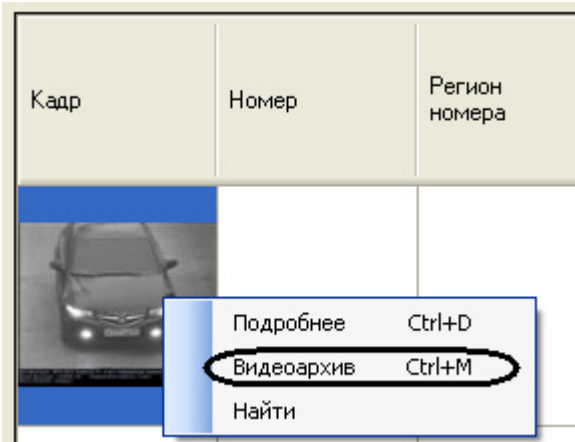 Кадр
Номер
Регион
номера
Подробнее Ctrl+D
Видеоархив Ctrl+M
Найти